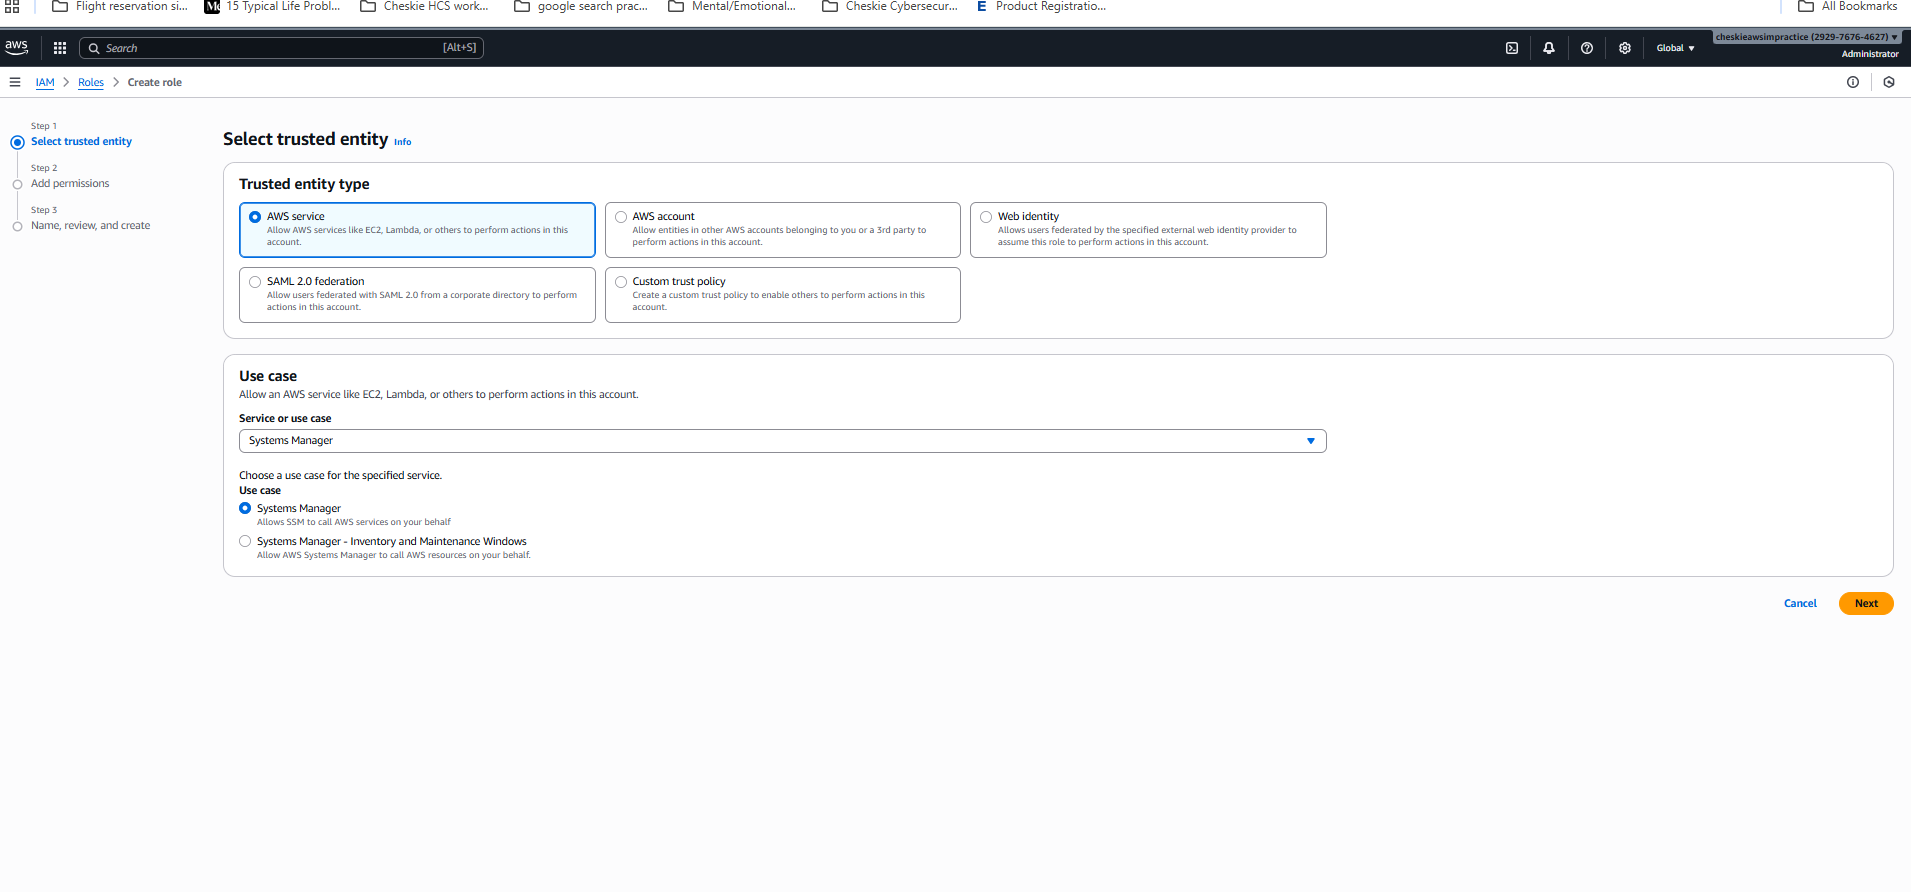 Flight reservation si... 15 Typical Life Probl... Cheskie HCS work... google search prac... Mental/Emotional... Cheskie Cybersecur... E Product Registratio... All Bookmarks
aws Search [Alt+S] Global cheskieawsimpractice (2929-7676-4627)
Administrator
IAM > Roles > Create role
Step 1
Select trusted entity
Step 2
Add permissions
Step 3
Name, review, and create
Select trusted entity Info
Trusted entity type
AWS service
Allow AWS services like EC2, Lambda, or others to perform actions in this
account.
AWS account
Allow entities in other AWS accounts belonging to you or a 3rd party to
perform actions in this account.
Web identity
Allows users federated by the specified external web identity provider to
assume this role to perform actions in this account.
SAML 2.0 federation
Allow users federated with SAML 2.0 from a corporate directory to perform
actions in this account.
Custom trust policy
Create a custom trust policy to enable others to perform actions in this
account.
Use case
Allow an AWS service like EC2, Lambda, or others to perform actions in this account.
Service or use case
Systems Manager
Choose a use case for the specified service.
Use case
Systems Manager
Allows SSM to call AWS services on your behalf
Systems Manager - Inventory and Maintenance Windows
Allow AWS Systems Manager to call AWS resources on your behalf.
Cancel Next